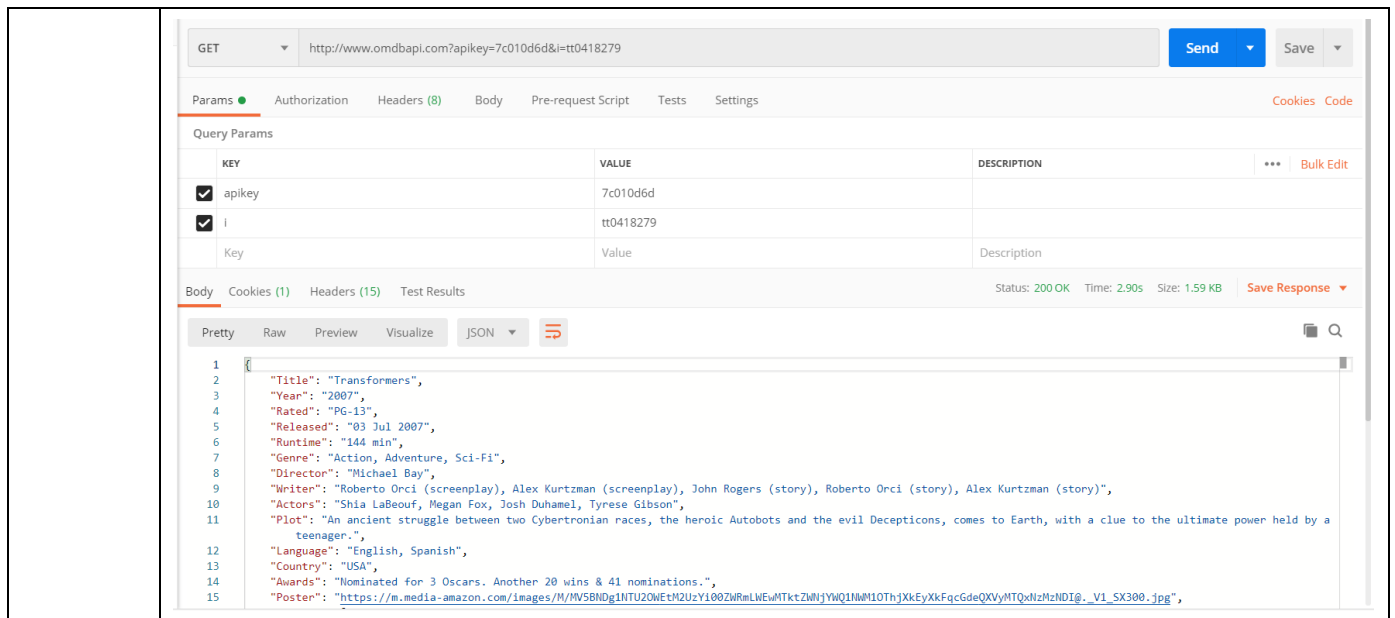 GET http://www.omdbapi.com?apikey=7c010d6d&i=tt0418279 Send Save
Params Authorization Headers (8) Body Pre-request Script Tests Settings Cookies Code
Query Params
KEY VALUE DESCRIPTION ••• Bulk Edit
apikey 7c010d6d
i tt0418279
Key Value Description
Body Cookies (1) Headers (15) Test Results Status: 200 OK Time: 2.90s Size: 1.59 KB Save Response
Pretty Raw Preview Visualize JSON
1 {
2 "Title": "Transformers",
3 "Year": "2007",
4 "Rated": "PG-13",
5 "Released": "03 Jul 2007",
6 "Runtime": "144 min",
7 "Genre": "Action, Adventure, Sci-Fi",
8 "Director": "Michael Bay",
9 "Writer": "Roberto Orci (screenplay), Alex Kurtzman (screenplay), John Rogers (story), Roberto Orci (story), Alex Kurtzman (story)",
10 "Actors": "Shia LaBeouf, Megan Fox, Josh Duhamel, Tyrese Gibson",
11 "Plot": "An ancient struggle between two Cybertronian races, the heroic Autobots and the evil Decepticons, comes to Earth, with a clue to the ultimate power held by a
teenager.",
12 "Language": "English, Spanish",
13 "Country": "USA",
14 "Awards": "Nominated for 3 Oscars. Another 20 wins & 41 nominations.",
15 "Poster": "https://m.media-amazon.com/images/M/MV5BNDg1NTU2OWEtM2UzYi00ZWRmLWEwMTktZWNjYWQ1NWM1OThjXkEyXkFqcGdeQXVyMTQxNzMzNDI@._V1_SX300.jpg",